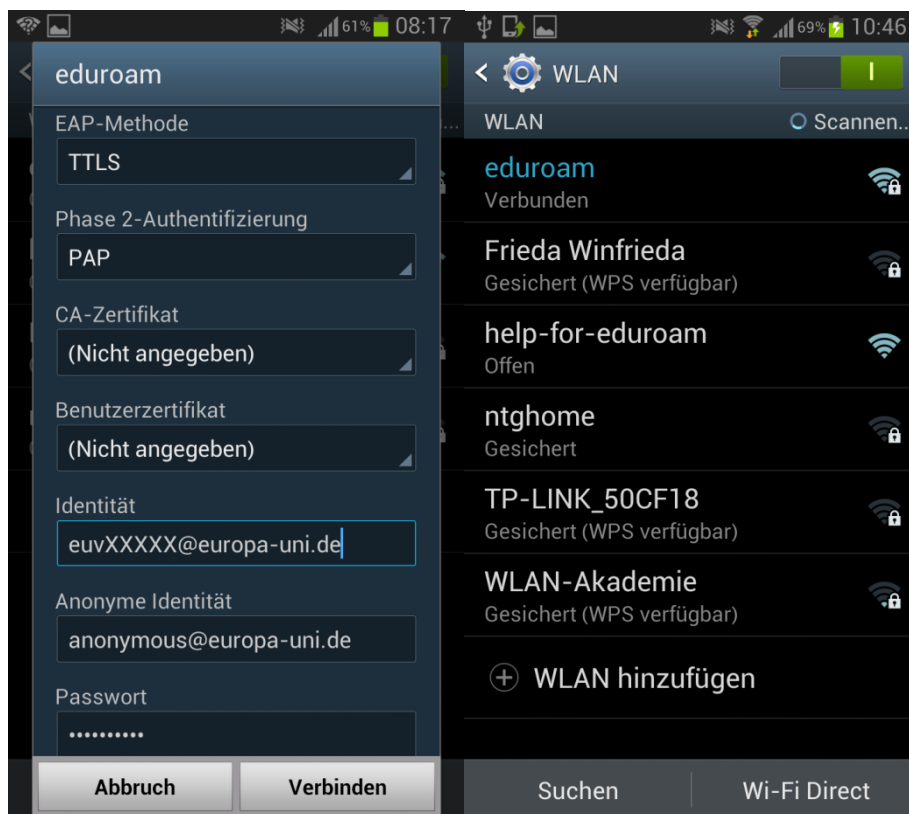 61% 08:17
eduroam
EAP-Methode
TTLS
Phase 2-Authentifizierung
PAP
CA-Zertifikat
(Nicht angegeben)
Benutzerzertifikat
(Nicht angegeben)
Identität
euvXXXXX@europa-uni.de
Anonyme Identität
anonymous@europa-uni.de
Passwort
••••••••••
Abbruch Verbinden
69% 10:46
< WLAN I
WLAN Scannen..
eduroam
Verbunden
Frieda Winfrieda
Gesichert (WPS verfügbar)
help-for-eduroam
Offen
ntghome
Gesichert
TP-LINK_50CF18
Gesichert (WPS verfügbar)
WLAN-Akademie
Gesichert (WPS verfügbar)
WLAN hinzufügen
Suchen Wi-Fi Direct